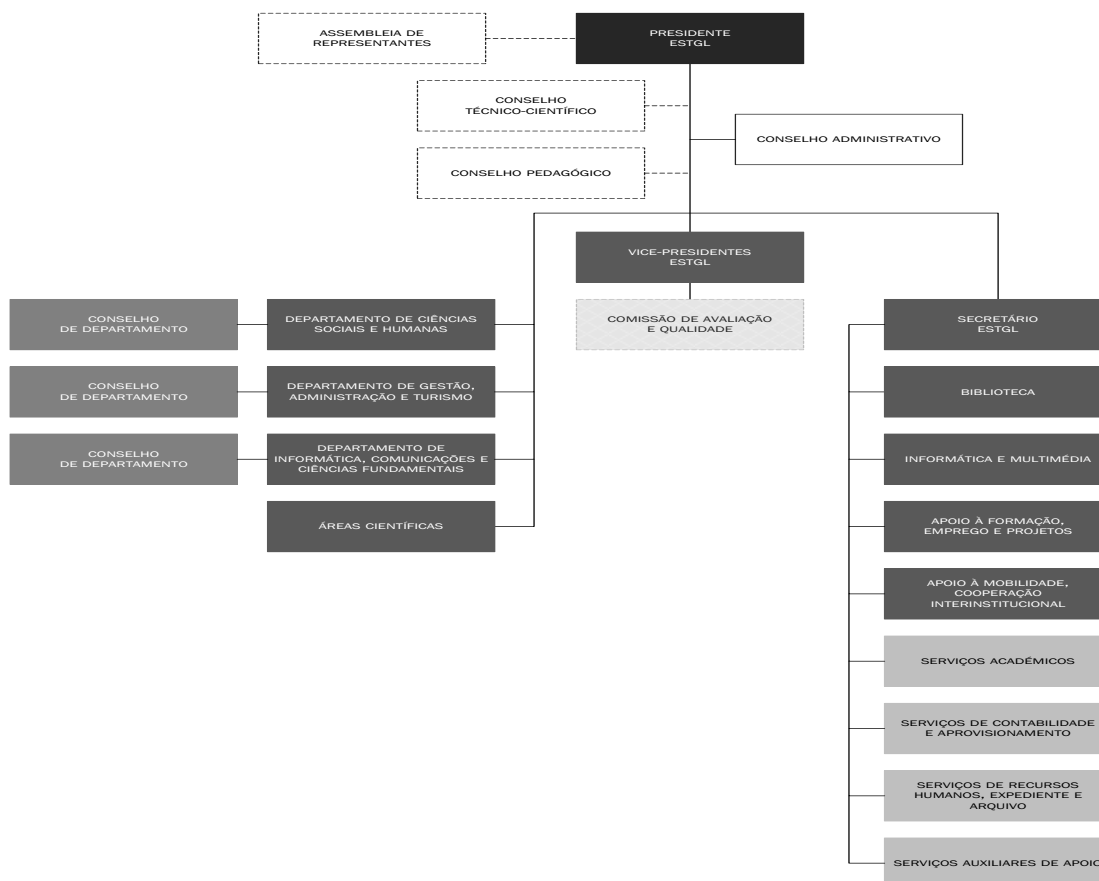 ASSEMBLEIA DE
REPRESENTANTES
PRESIDENTE
ESTGL
CONSELHO
TÉCNICO-CIENTÍFICO
CONSELHO ADMINISTRATIVO
CONSELHO PEDAGÓGICO
VICE-PRESIDENTES
ESTGL
CONSELHO
DE DEPARTAMENTO
DEPARTAMENTO DE CIÊNCIAS
SOCIAIS E HUMANAS
COMISSÃO DE AVALIAÇÃO
E QUALIDADE
SECRETÁRIO
ESTGL
CONSELHO
DE DEPARTAMENTO
DEPARTAMENTO DE GESTÃO,
ADMINISTRAÇÃO E TURISMO
BIBLIOTECA
CONSELHO
DE DEPARTAMENTO
DEPARTAMENTO DE
INFORMÁTICA, COMUNICAÇÕES E
CIÊNCIAS FUNDAMENTAIS
INFORMÁTICA E MULTIMÉDIA
ÁREAS CIENTÍFICAS
APOIO À FORMAÇÃO,
EMPREGO E PROJETOS
APOIO À MOBILIDADE,
COOPERAÇÃO
INTERINSTITUCIONAL
SERVIÇOS ACADÉMICOS
SERVIÇOS DE CONTABILIDADE
E APROVISIONAMENTO
SERVIÇOS DE RECURSOS
HUMANOS, EXPEDIENTE E
ARQUIVO
SERVIÇOS AUXILIARES DE APOIO